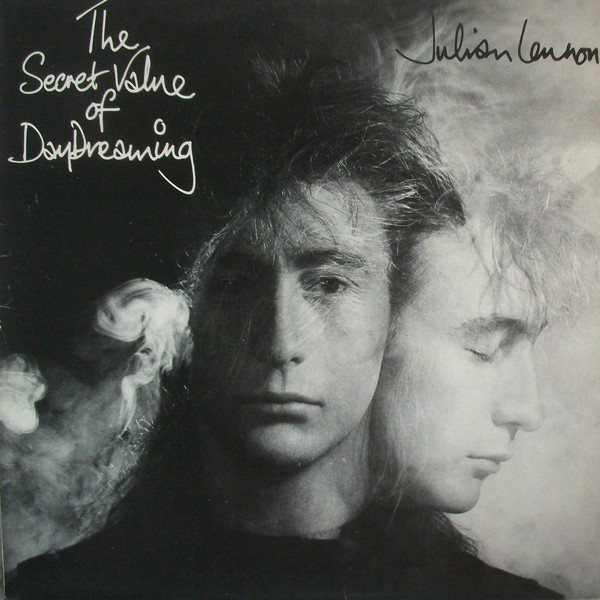 The
Secret Value
of
DayDreaming
Julian Lennon